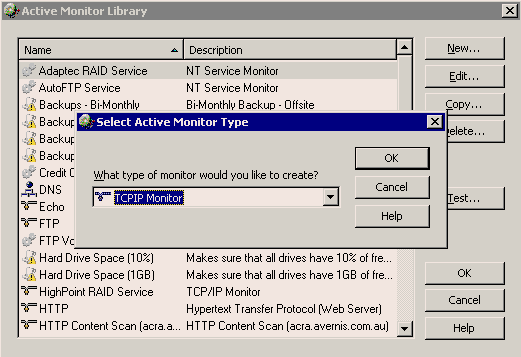 Active Monitor Library
Name Description
Adaptec RAID Service NT Service Monitor
AutoFTP Service NT Service Monitor
Backups - Bi-Monthly Bi-Monthly Backup - Offsite
Backup
Backup
Backup
Credit C
DNS
Echo
FTP
FTP Vo
Hard Drive Space (10%) Makes sure that all drives have 10% of fre...
Hard Drive Space (1GB) Makes sure that all drives have 1GB of fre...
HighPoint RAID Service TCP/IP Monitor
HTTP Hypertext Transfer Protocol (Web Server)
HTTP Content Scan (acra.... HTTP Content Scan (acra.avernis.com.au)
New...
Edit...
Copy...
Delete...
Test...
OK
Cancel
Help
Select Active Monitor Type
What type of monitor would you like to create?
TCPIP Monitor
OK
Cancel
Help